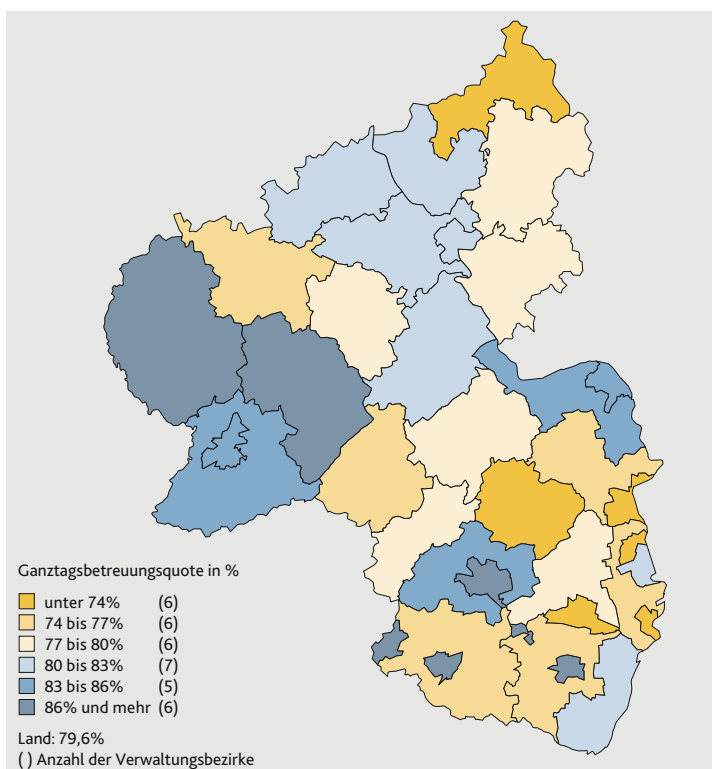 Ganztagsbetreuungsquote in %
unter 74% (6)
74 bis 77% (6)
77 bis 80% (6)
80 bis 83% (7)
83 bis 86% (5)
86% und mehr (6)
Land: 79,6%
( ) Anzahl der Verwaltungsbezirke